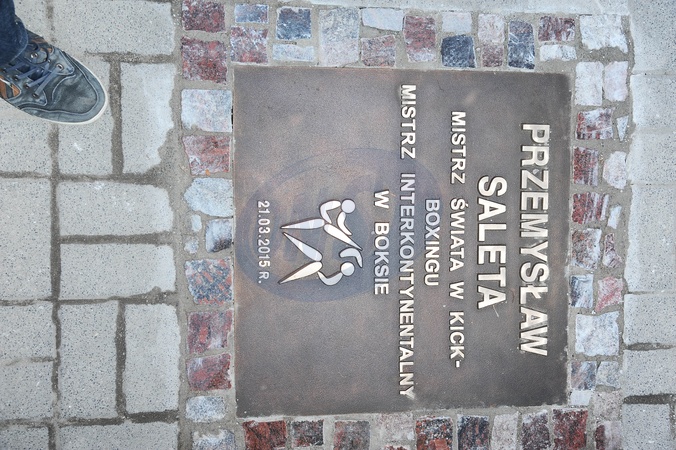 PRZEMYSŁAW
SALETA
MISTRZ ŚWIATA W KICK-
BOXINGU
MISTRZ INTERKONTYNENTALNY
W BOKSIE
21.03.2015 R.